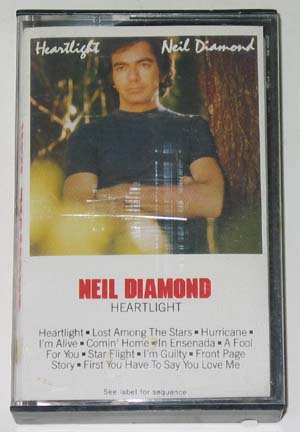 Heartlight Neil Diamond
NEIL DIAMOND
HEARTLIGHT
Heartlight ▪ Lost Among The Stars ▪ Hurricane ▪
I'm Alive ▪ Comin' Home ▪ In Ensenada ▪ A Fool
For You ▪ Star Flight ▪ I'm Guilty ▪ Front Page
Story ▪ First You Have To Say You Love Me
See label for sequence